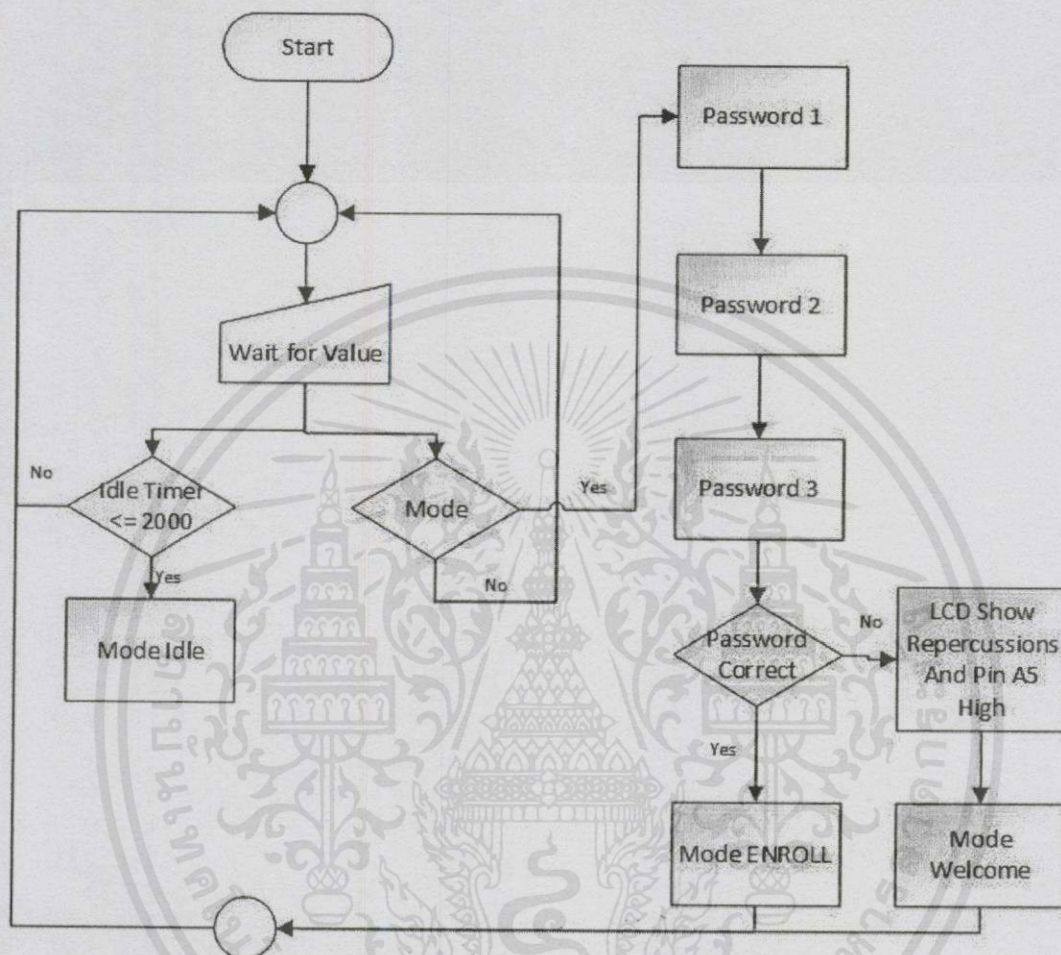 Start
Wait for Value
Idle Timer
<= 2000
No
Yes
Mode Idle
Mode
Yes
No
Password 1
Password 2
Password 3
Password
Correct
No
Yes
LCD Show
Repercussions
And Pin A5
High
Mode ENROLL
Mode
Welcome